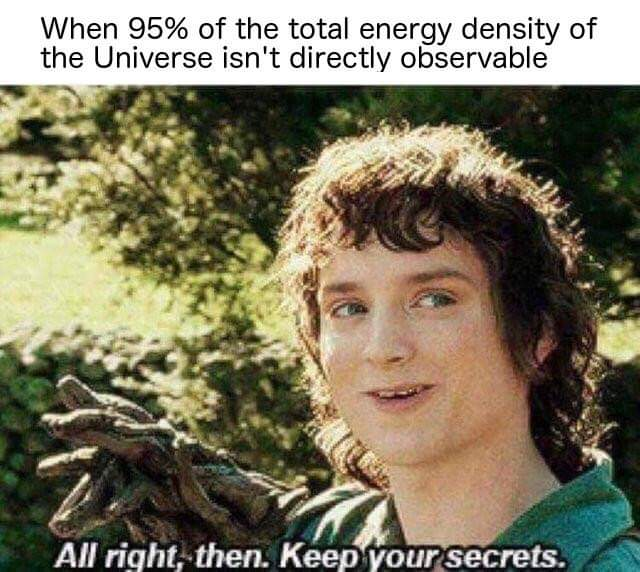 When 95% of the total energy density of
the Universe isn't directly observable
All right, then. Keep your secrets.